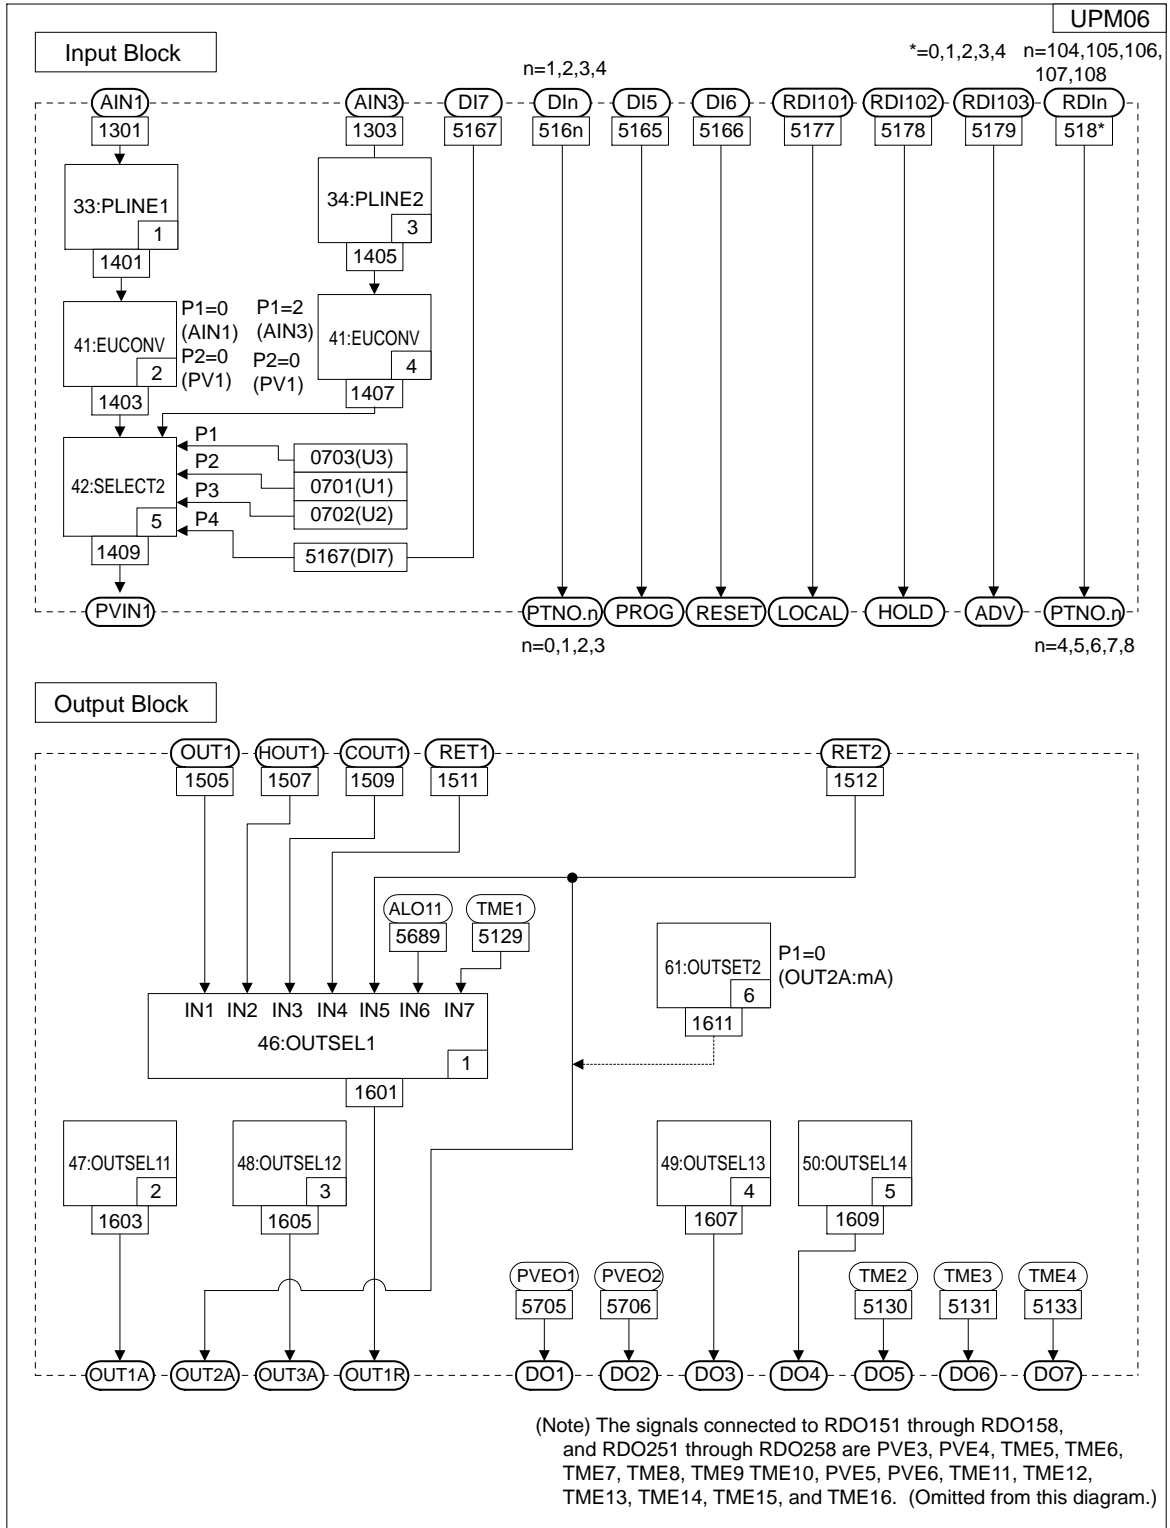 UPM06
Input Block
*=0,1,2,3,4 n=104,105,106,
107,108
n=1,2,3,4
AIN1 AIN3 DI7 DIn DI5 DI6 RDI101 RDI102 RDI103 RDIn
1301 1303 5167 516n 5165 5166 5177 5178 5179 518*
33:PLINE1 34:PLINE2
1 3
1401 1405
P1=0 P1=2
(AIN1) (AIN3)
41:EUCONV 41:EUCONV
P2=0 P2=0
(PV1) (PV1)
2 4
1403 1407
P1
0703(U3)
P2
42:SELECT2 0701(U1)
P3
0702(U2)
5 P4
1409 5167(DI7)
PVIN1 PTNO.n PROG RESET LOCAL HOLD ADV PTNO.n
n=0,1,2,3 n=4,5,6,7,8
Output Block
OUT1 HOUT1 COUT1 RET1 RET2
1505 1507 1509 1511 1512
ALO11 TME1
5689 5129
61:OUTSET2 P1=0
(OUT2A:mA)
6
IN1 IN2 IN3 IN4 IN5 IN6 IN7
1611
46:OUTSEL1
1
1601
47:OUTSEL11 48:OUTSEL12 49:OUTSEL13 50:OUTSEL14
2 3 4 5
1603 1605 1607 1609
PVEO1 PVEO2 TME2 TME3 TME4
5705 5706 5130 5131 5133
OUT1A OUT2A OUT3A OUT1R DO1 DO2 DO3 DO4 DO5 DO6 DO7
(Note) The signals connected to RDO151 through RDO158,
and RDO251 through RDO258 are PVE3, PVE4, TME5, TME6,
TME7, TME8, TME9 TME10, PVE5, PVE6, TME11, TME12,
TME13, TME14, TME15, and TME16. (Omitted from this diagram.)